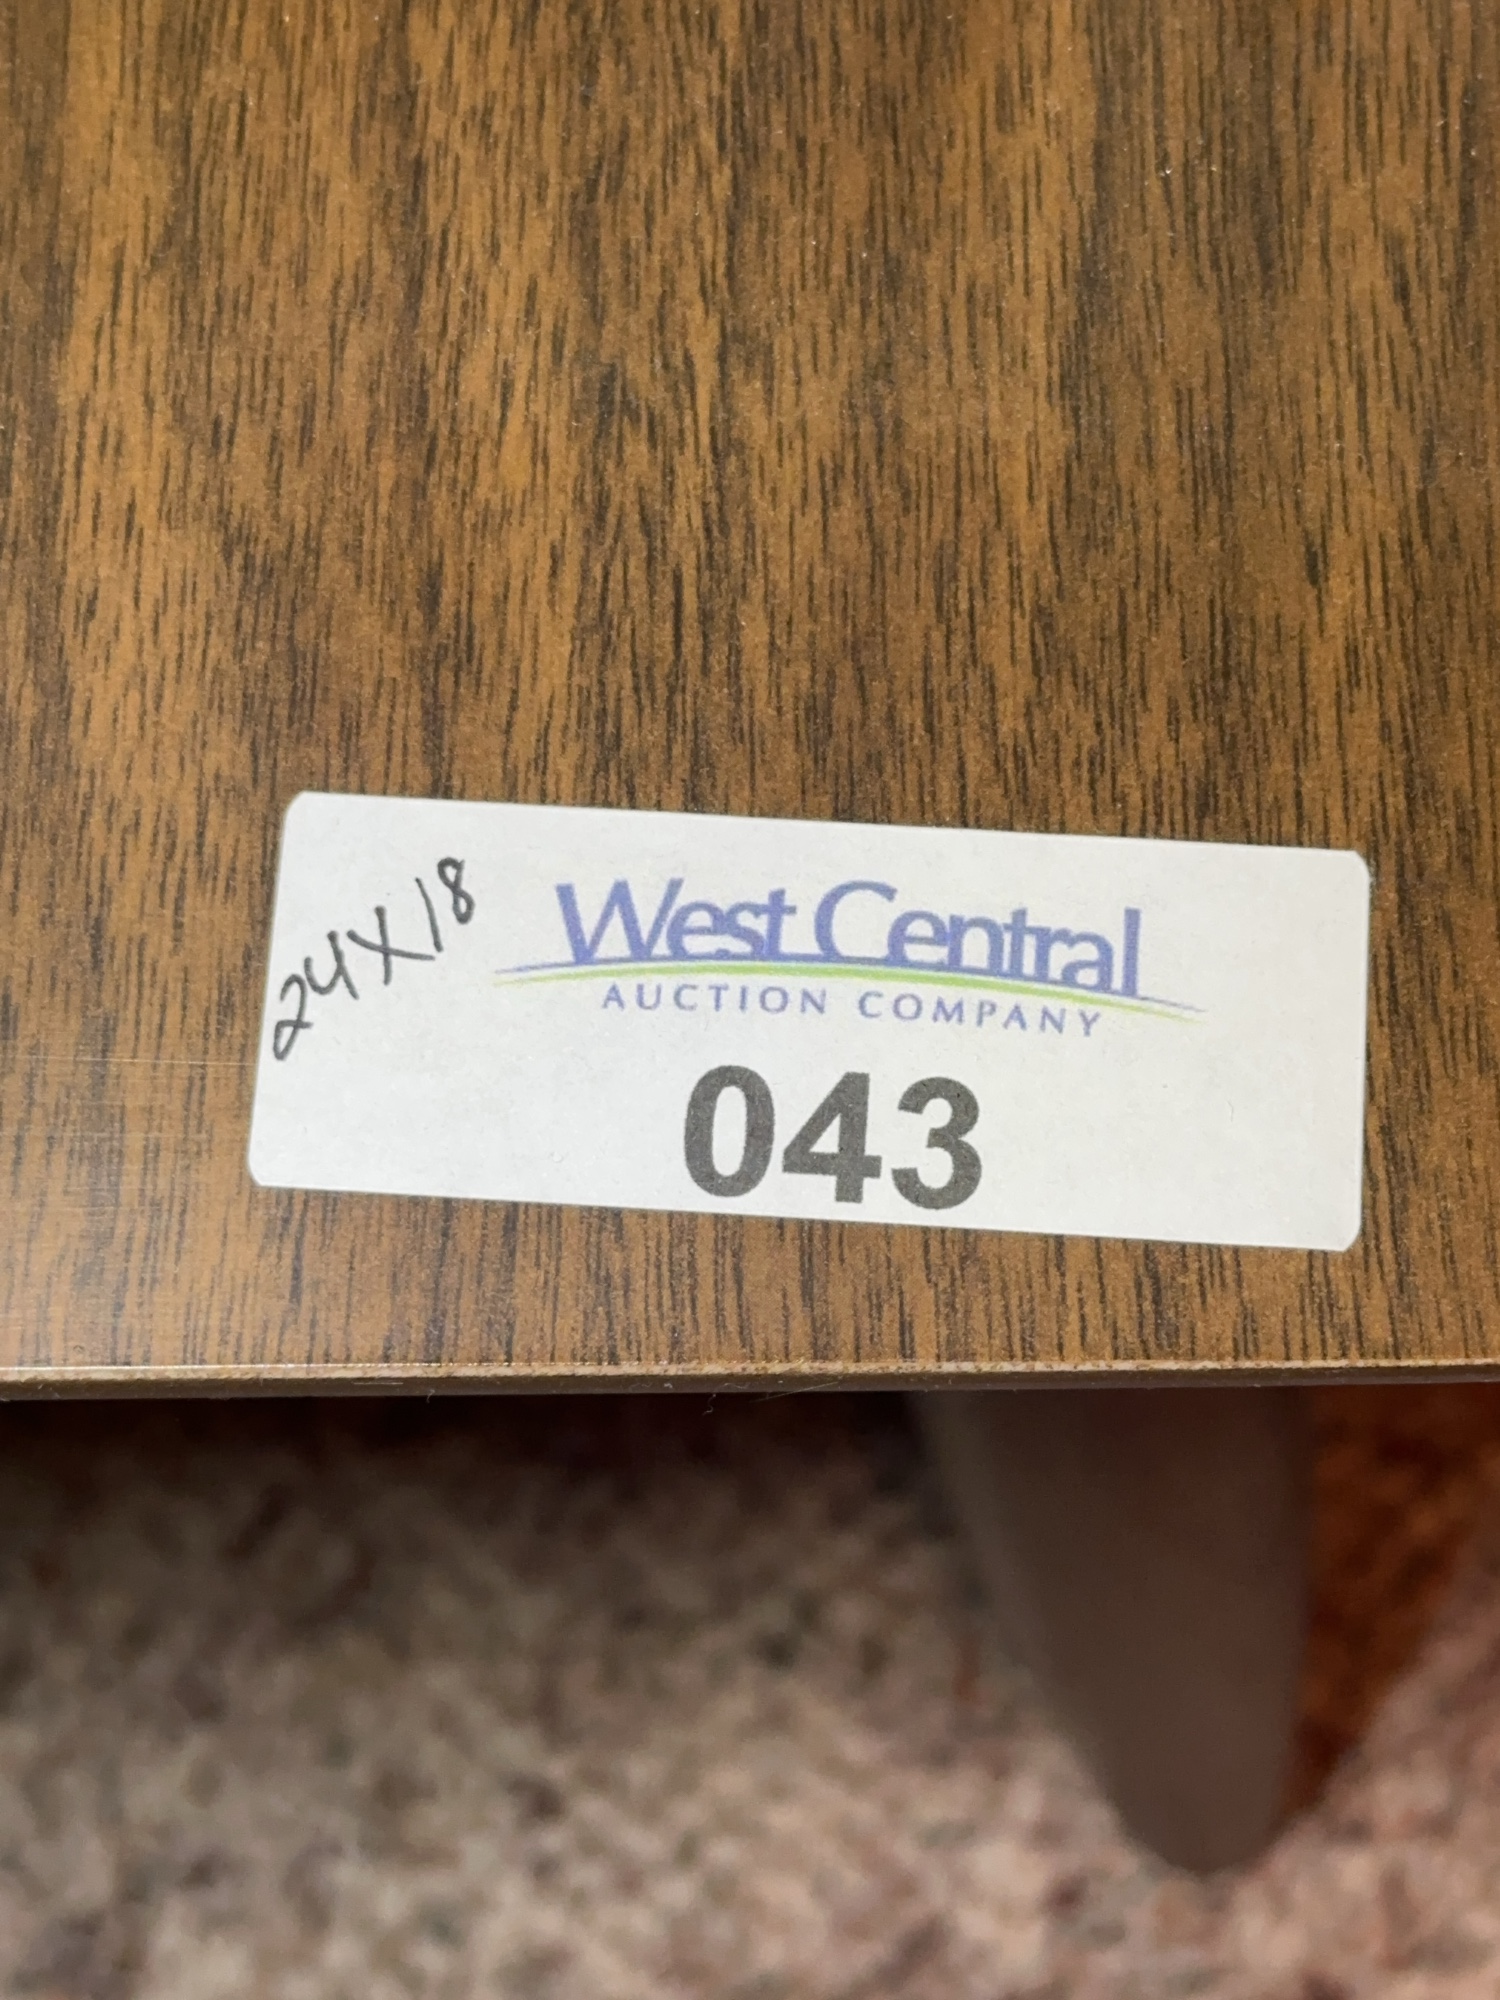 24X18
West Central
AUCTION COMPANY
043